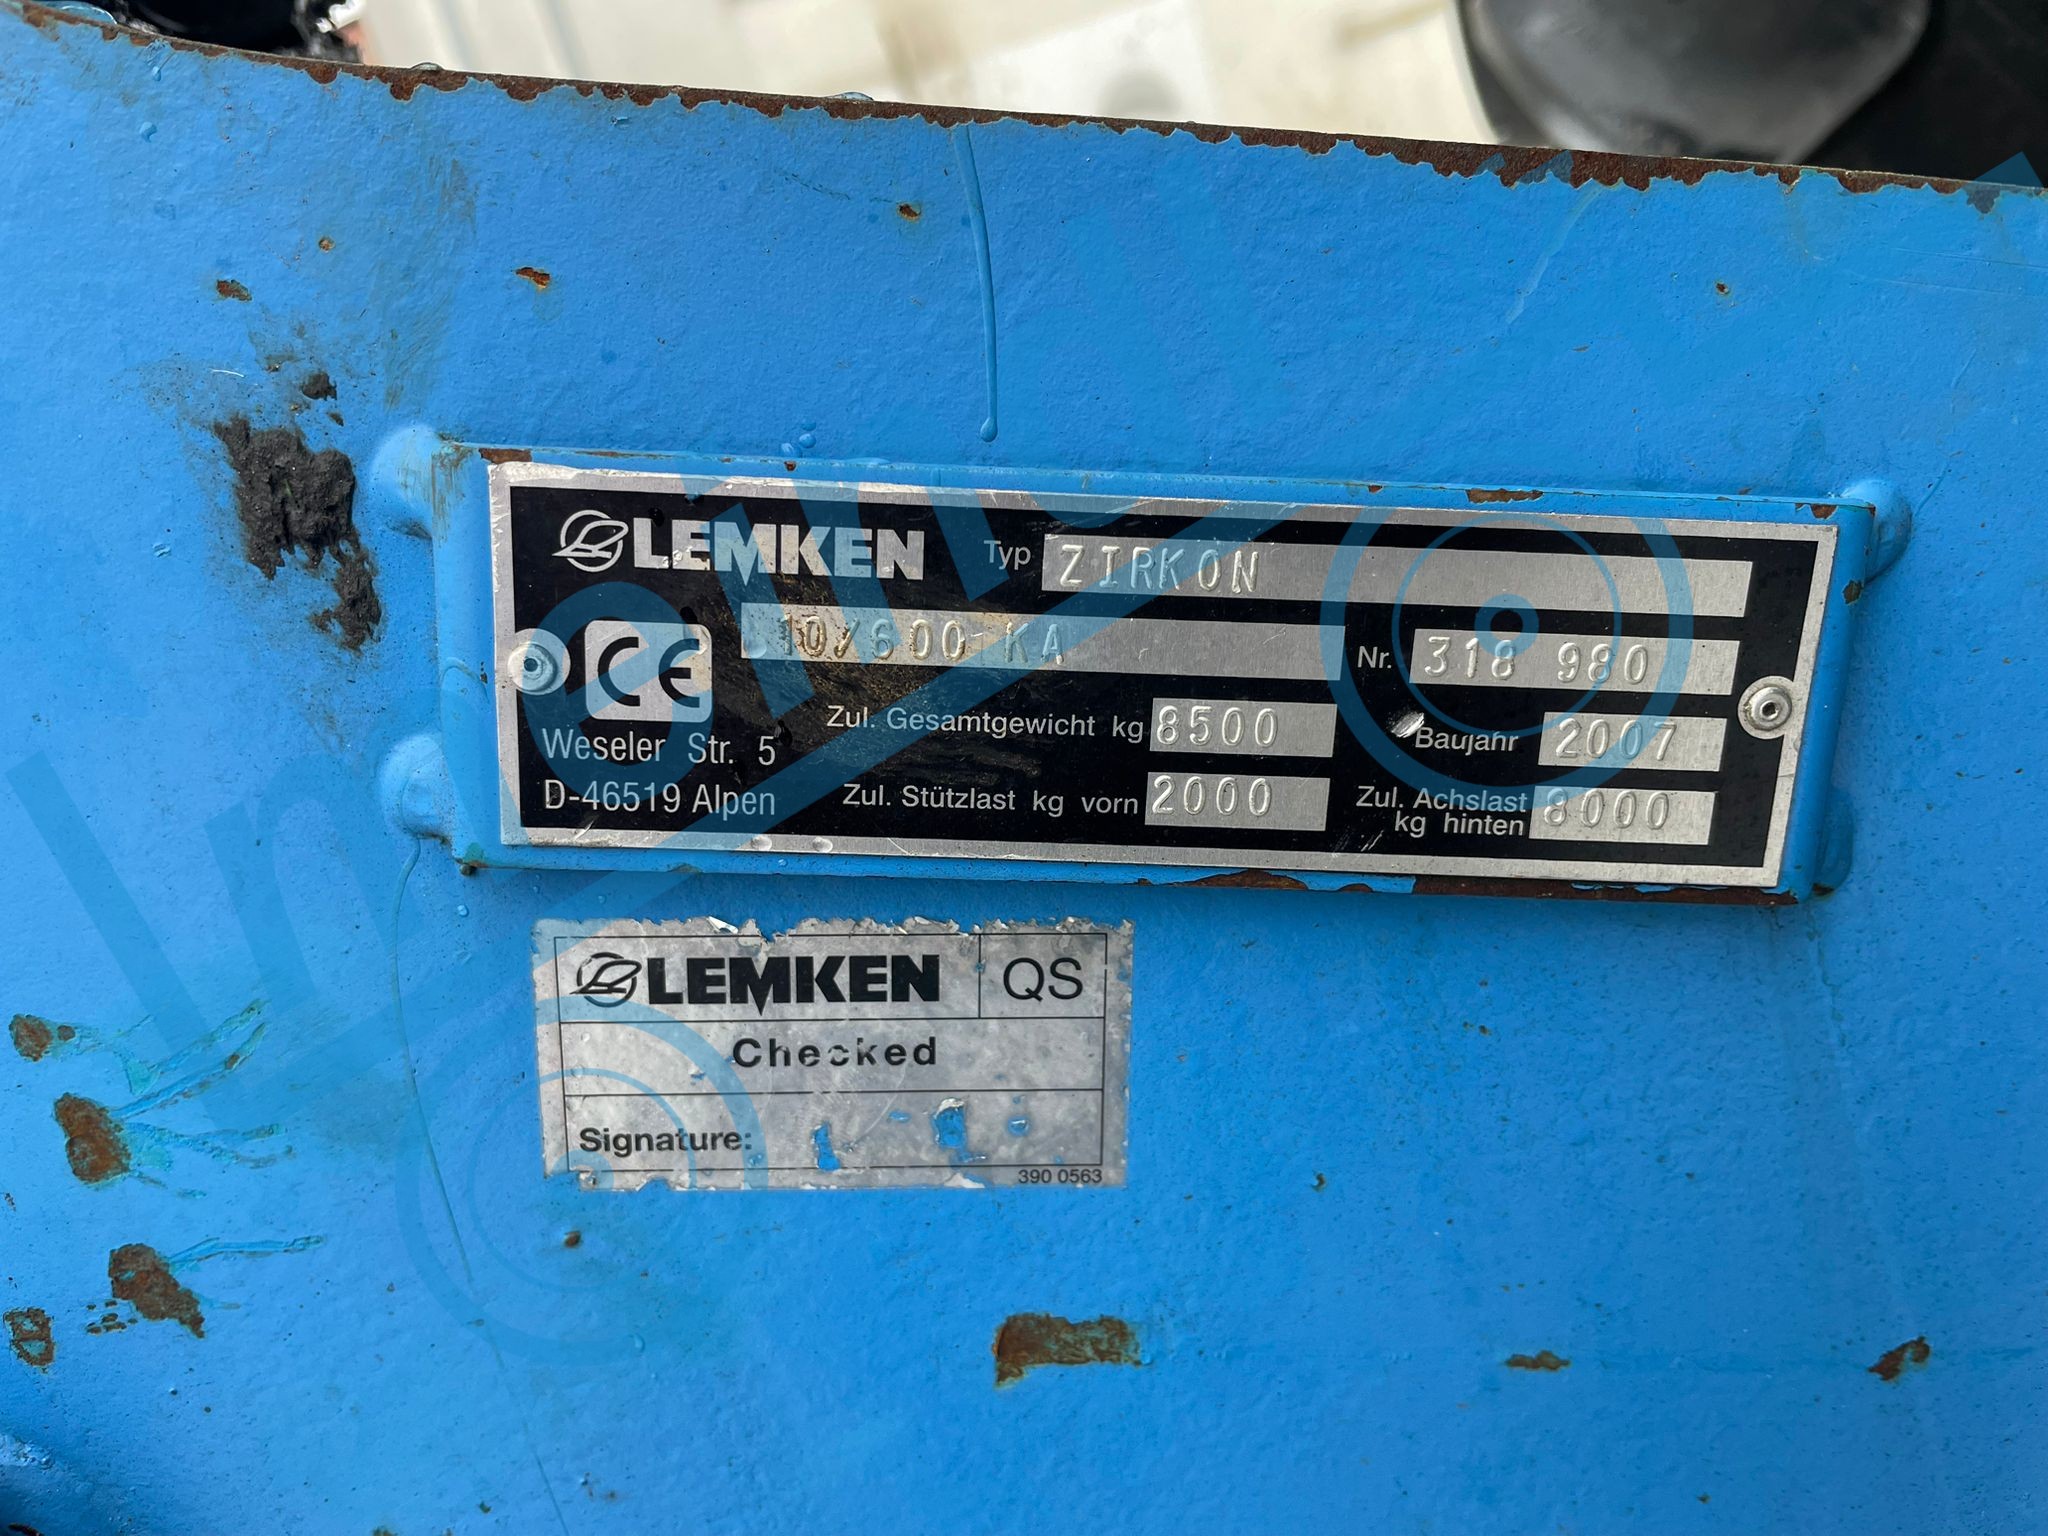 LEMKEN Typ ZIRKON
10/600 KA Nr. 318 980
CE
Zul. Gesamtgewicht kg 8500 Baujahr 2007
Weseler Str. 5
D-46519 Alpen
Zul. Stützlast kg vorn 2000 Zul. Achslast
kg hinten 8000
LEMKEN QS
Checked
Signature:
390 0563